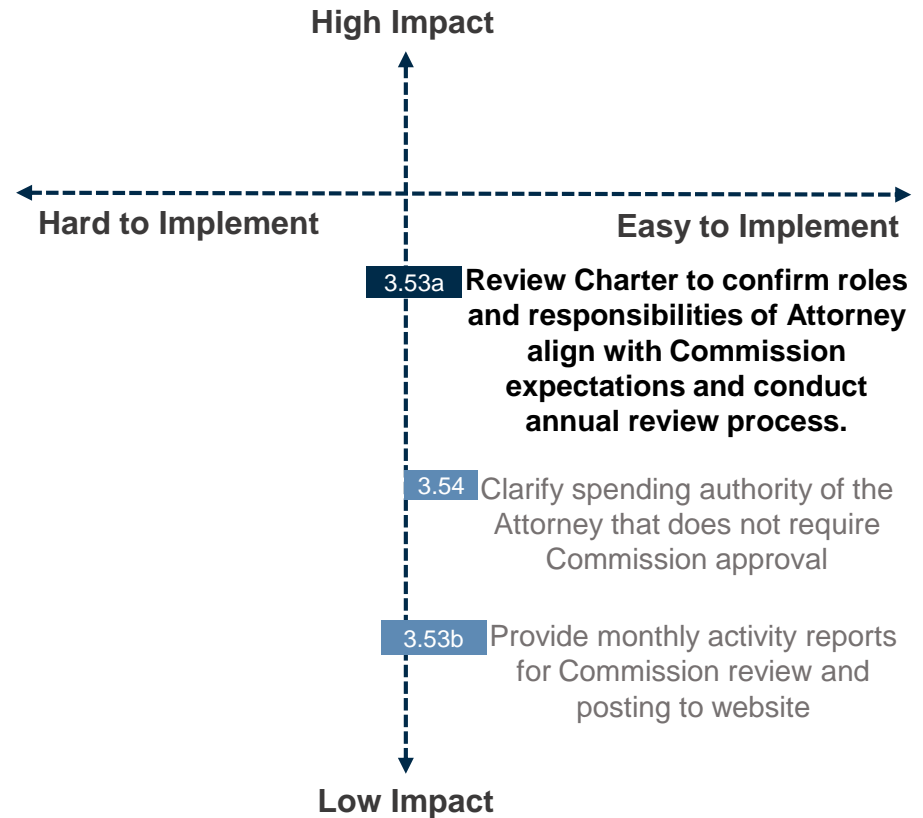 High Impact
Hard to Implement
Easy to Implement
3.53a
Review Charter to confirm roles
and responsibilities of Attorney
align with Commission
expectations and conduct
annual review process.
3.54
Clarify spending authority of the
Attorney that does not require
Commission approval
3.53b
Provide monthly activity reports
for Commission review and
posting to website
Low Impact